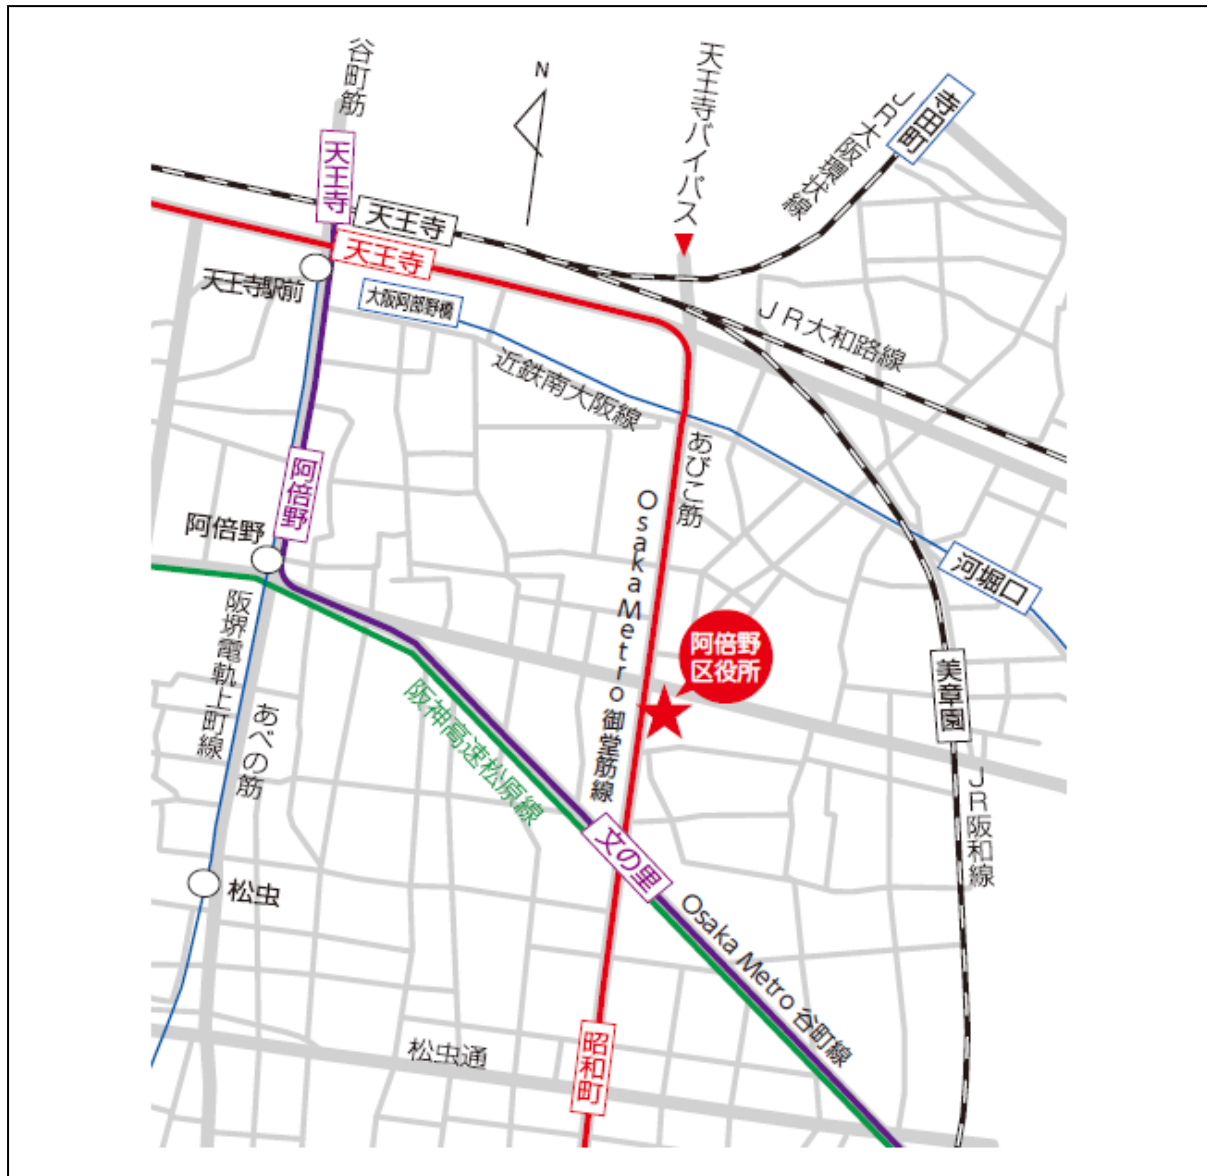 谷町筋
N
天王寺バイパス
寺田町
JR大阪環状線
天王寺
天王寺
天王寺
天王寺駅前
大阪阿部野橋
JR大和路線
近鉄南大阪線
あびこ筋
阿倍野
阿倍野
Osaka Metro 御堂筋線
河堀口
阪堺電軌上町線
阿倍野
区役所
美章園
あべの筋
阪神高速松原線
JR阪和線
文の里
松虫
Osaka Metro 谷町線
昭和町
松虫通